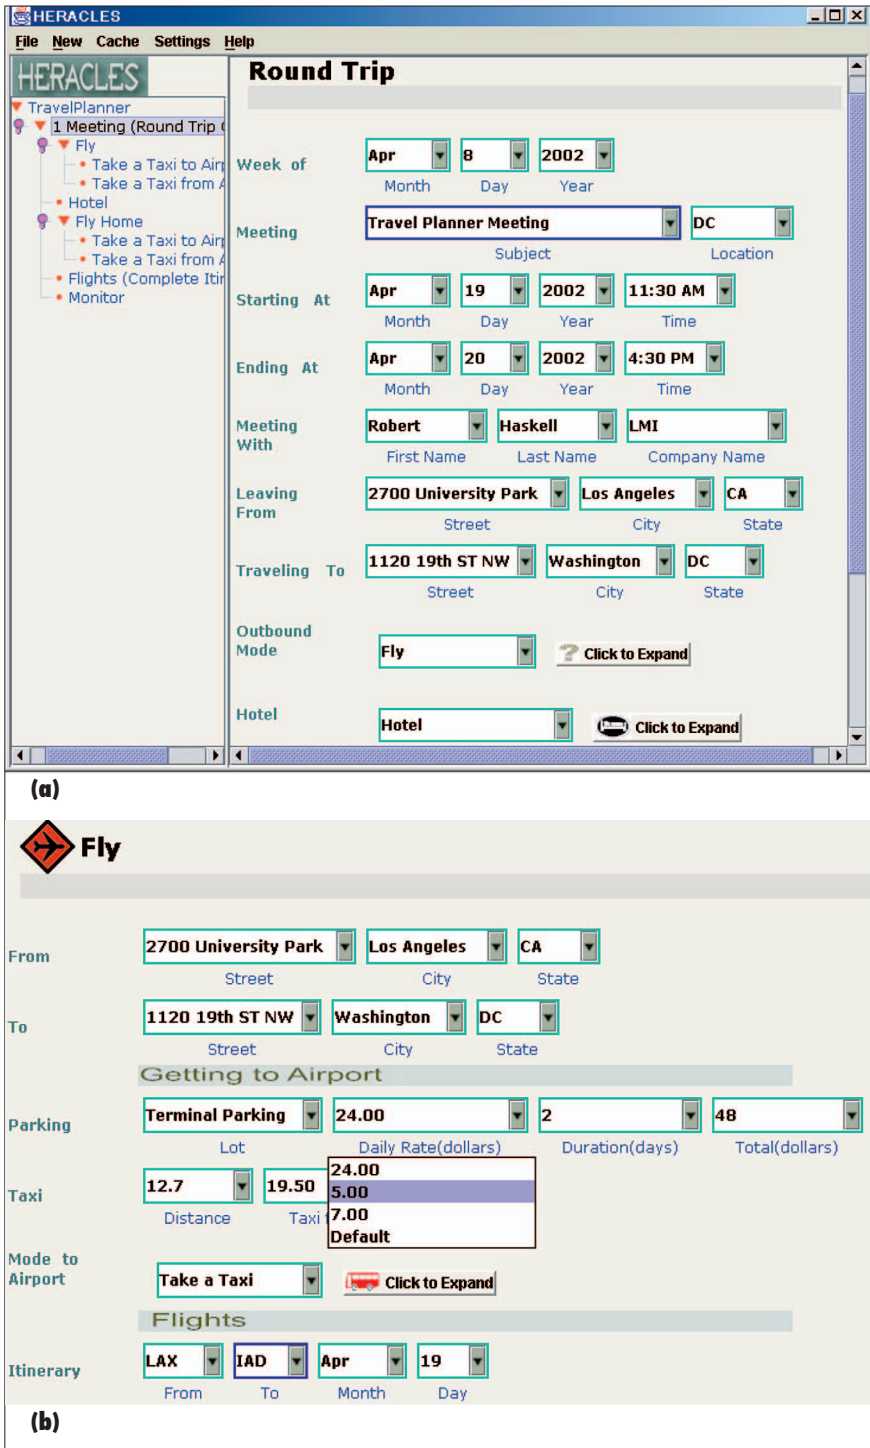 HERACLES
File New Cache Settings Help
HERACLES
TravelPlanner
1 Meeting (Round Trip
Fly
Take a Taxi to Air
Take a Taxi from
Hotel
Fly Home
Take a Taxi to Air
Take a Taxi from
Flights (Complete Itin
Monitor
Round Trip
Week of Apr 8 2002
Month Day Year
Meeting Travel Planner Meeting DC
Subject Location
Starting At Apr 19 2002 11:30 AM
Month Day Year Time
Ending At Apr 20 2002 4:30 PM
Month Day Year Time
Meeting With Robert Haskell LMI
First Name Last Name Company Name
Leaving From 2700 University Park Los Angeles CA
Street City State
Traveling To 1120 19th ST NW Washington DC
Street City State
Outbound Mode Fly Click to Expand
Hotel Hotel Click to Expand
(a)
Fly
From 2700 University Park Los Angeles CA
Street City State
To 1120 19th ST NW Washington DC
Street City State
Getting to Airport
Parking Terminal Parking 24.00 2 48
Lot Daily Rate(dollars) Duration(days) Total(dollars)
24.00
5.00
7.00
Default
Taxi 12.7 19.50
Distance Taxi
Mode to Airport Take a Taxi Click to Expand
Flights
Itinerary LAX IAD Apr 19
From To Month Day
(b)